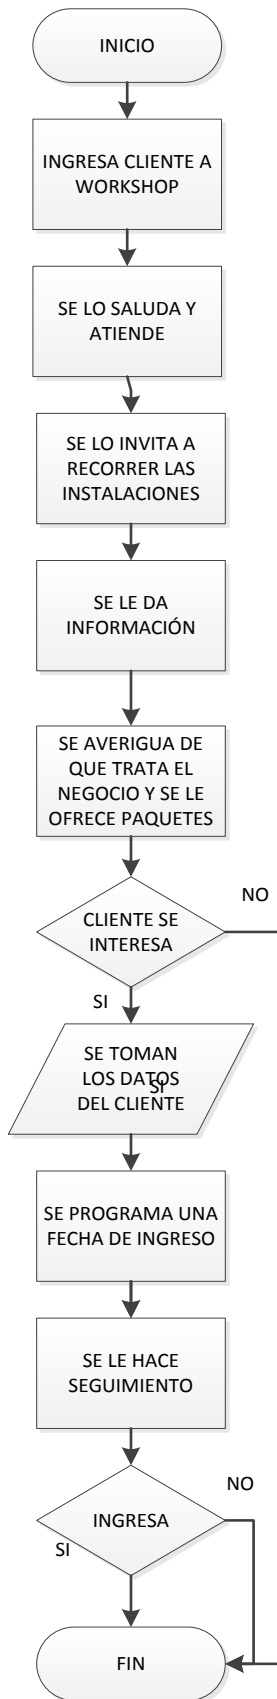 INICIO
INGRESA CLIENTE A
WORKSHOP
SE LO SALUDA Y
ATIENDE
SE LO INVITA A
RECORRER LAS
INSTALACIONES
SE LE DA
INFORMACIÓN
SE AVERIGUA DE
QUE TRATA EL
NEGOCIO Y SE LE
OFRECE PAQUETES
NO
CLIENTE SE
INTERESA
SI
SE TOMAN
LOS DATOS
SI
DEL CLIENTE
SE PROGRAMA UNA
FECHA DE INGRESO
SE LE HACE
SEGUIMIENTO
NO
INGRESA
SI
FIN